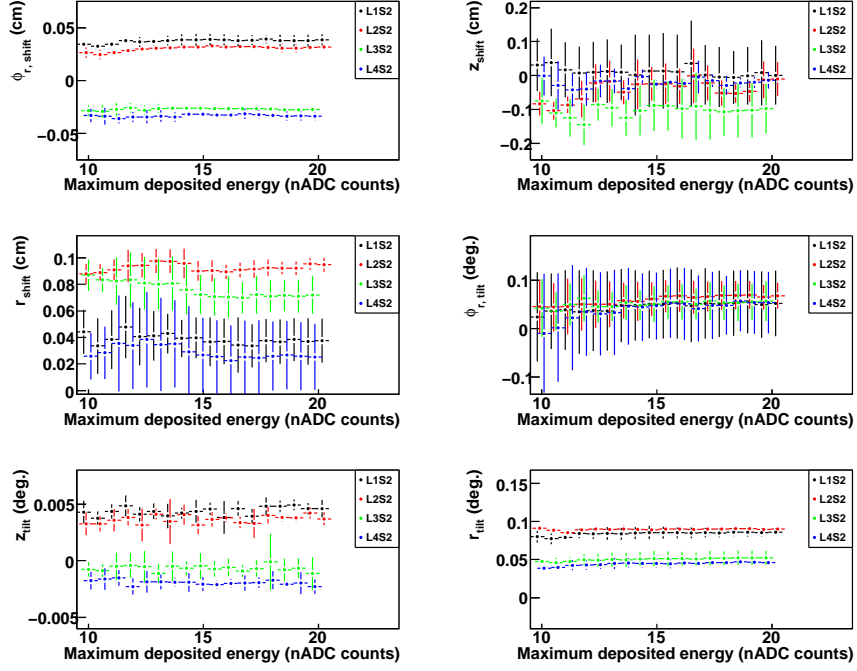 φr, shift (cm)
0.05
0
−0.05
10 15 20
Maximum deposited energy (nADC counts)
L1S2
L2S2
L3S2
L4S2
zshift (cm)
0.2
0.1
0
−0.1
−0.2
10 15 20
Maximum deposited energy (nADC counts)
L1S2
L2S2
L3S2
L4S2
rshift (cm)
0.1
0.08
0.06
0.04
0.02
0
10 15 20
Maximum deposited energy (nADC counts)
L1S2
L2S2
L3S2
L4S2
φr, tilt (deg.)
0.1
0
−0.1
10 15 20
Maximum deposited energy (nADC counts)
L1S2
L2S2
L3S2
L4S2
ztilt (deg.)
0.005
0
−0.005
10 15 20
Maximum deposited energy (nADC counts)
L1S2
L2S2
L3S2
L4S2
rtilt (deg.)
0.15
0.1
0.05
0
10 15 20
Maximum deposited energy (nADC counts)
L1S2
L2S2
L3S2
L4S2